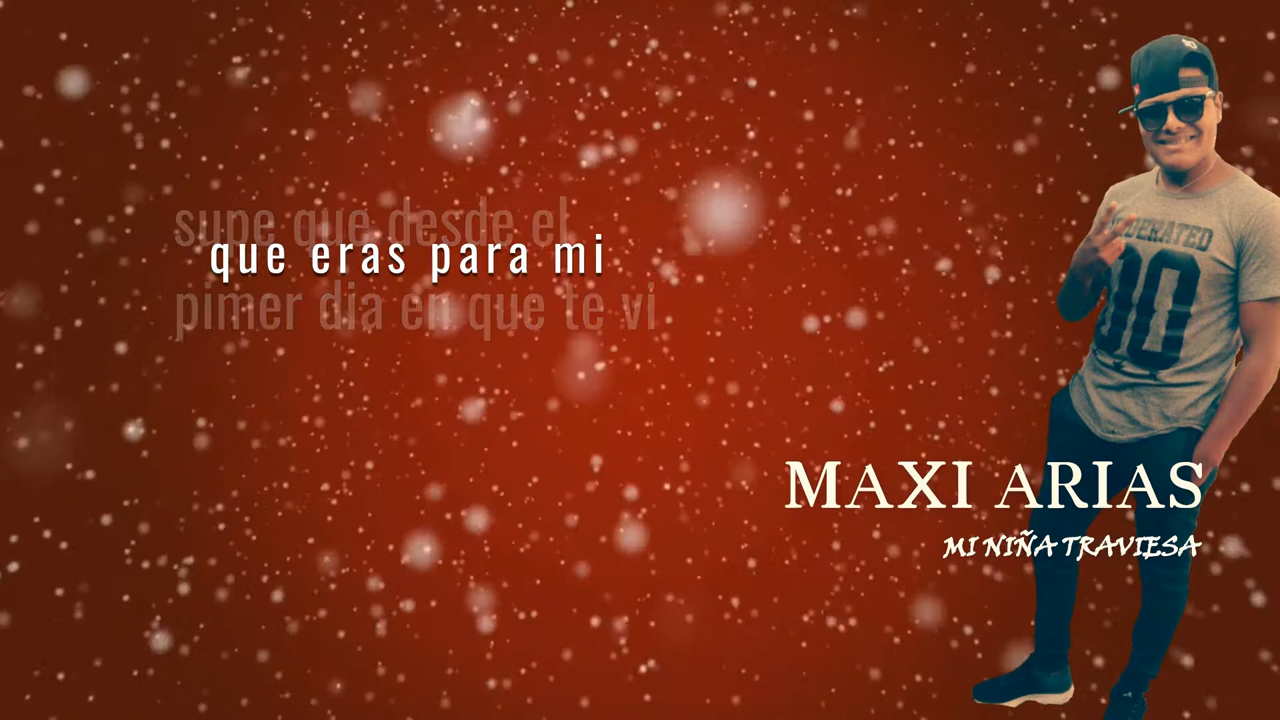 supe que desde el
que eras para mi
pimer dia en que te vi
MAXI ARIAS
MI NIÑA TRAVIESA